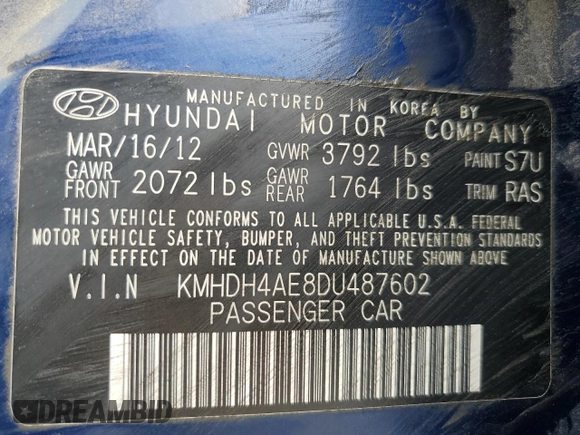 MANUFACTURED IN KOREA BY
HYUNDAI MOTOR COMPANY
MAR/16/12 GVWR 3792 lbs PAINT S7U
GAWR FRONT 2072 lbs GAWR REAR 1764 lbs TRIM RAS
THIS VEHICLE CONFORMS TO ALL APPLICABLE U.S.A. FEDERAL
MOTOR VEHICLE SAFETY, BUMPER, AND THEFT PREVENTION STANDARDS
IN EFFECT ON THE DATE OF MANUFACTURE SHOWN ABOVE.
V.I.N KMHDH4AE8DU487602
PASSENGER CAR
DREAMBID